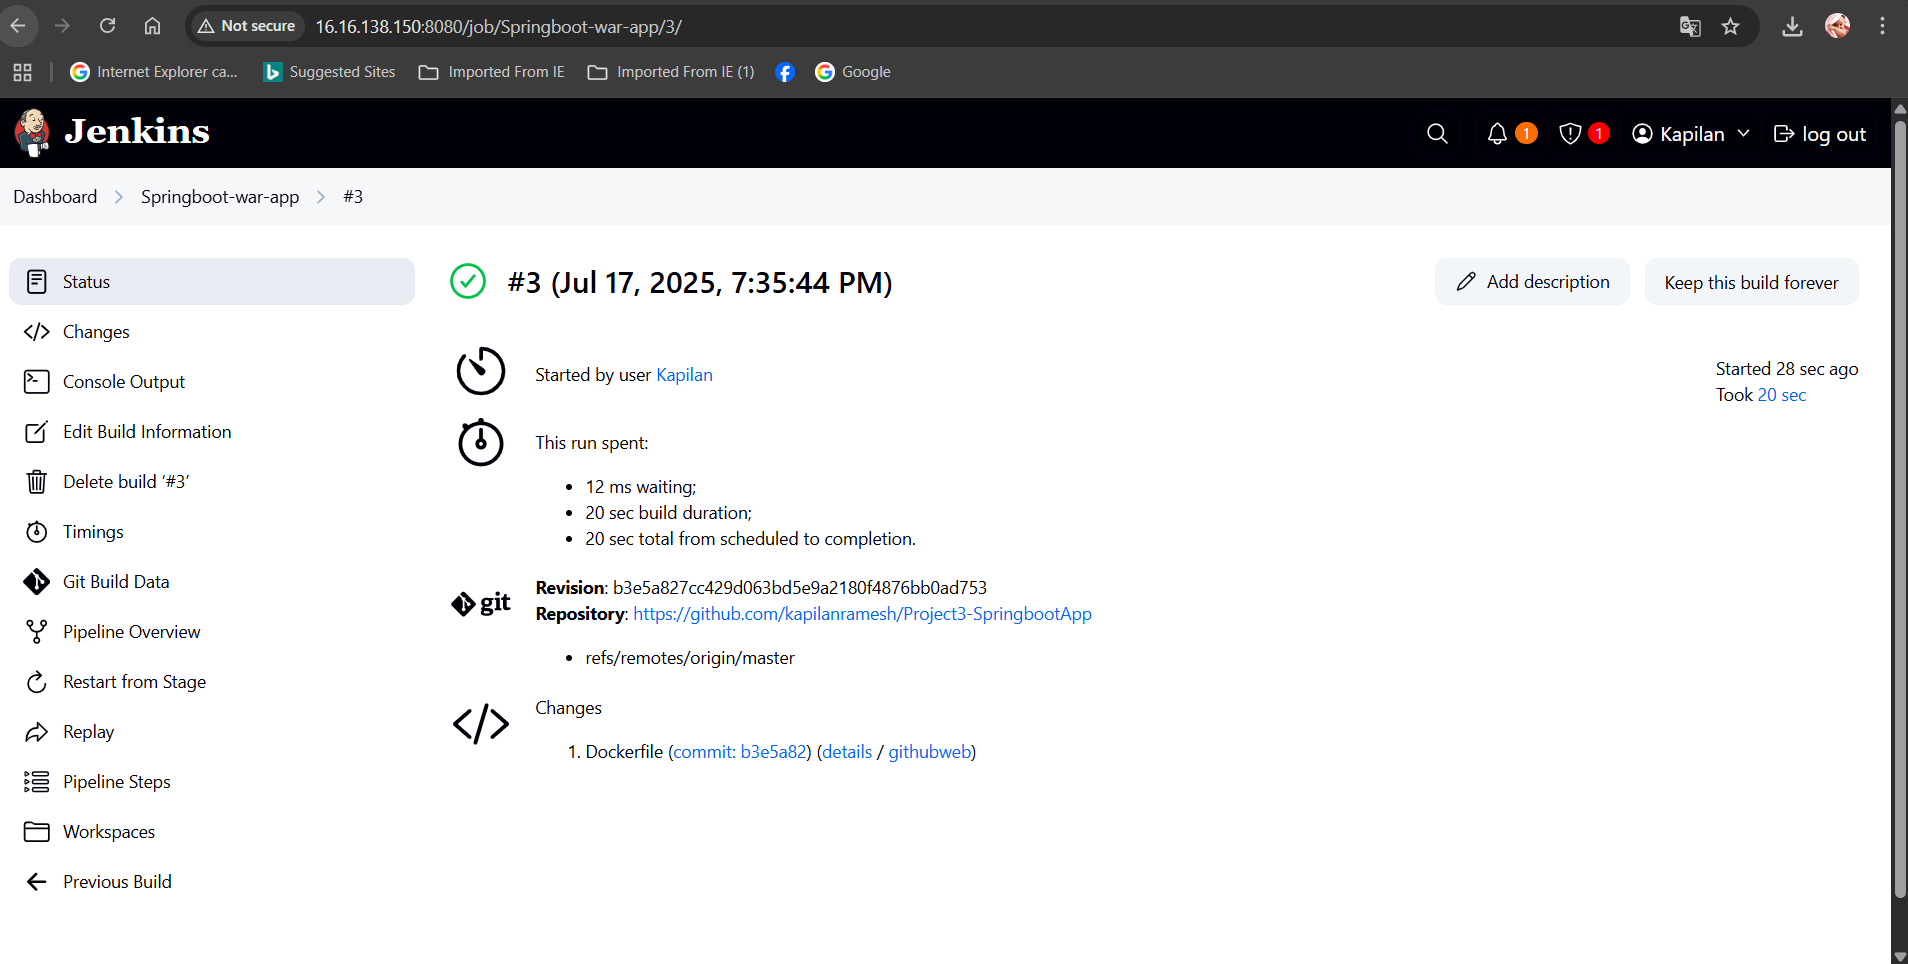 Not secure
16.16.138.150:8080/job/Springboot-war-app/3/
Internet Explorer ca...
Suggested Sites
Imported From IE
Imported From IE (1)
Google
Jenkins
1
1
Kapilan
log out
Dashboard
Springboot-war-app
#3
Status
Changes
Console Output
Edit Build Information
Delete build ‘#3’
Timings
Git Build Data
Pipeline Overview
Restart from Stage
Replay
Pipeline Steps
Workspaces
Previous Build
#3 (Jul 17, 2025, 7:35:44 PM)
Add description
Keep this build forever
Started by user Kapilan
Started 28 sec ago
Took 20 sec
This run spent:
• 12 ms waiting;
• 20 sec build duration;
• 20 sec total from scheduled to completion.
git
Revision: b3e5a827cc429d063bd5e9a2180f4876bb0ad753
Repository: https://github.com/kapilanramesh/Project3-SpringbootApp
• refs/remotes/origin/master
Changes
1. Dockerfile (commit: b3e5a82) (details / githubweb)